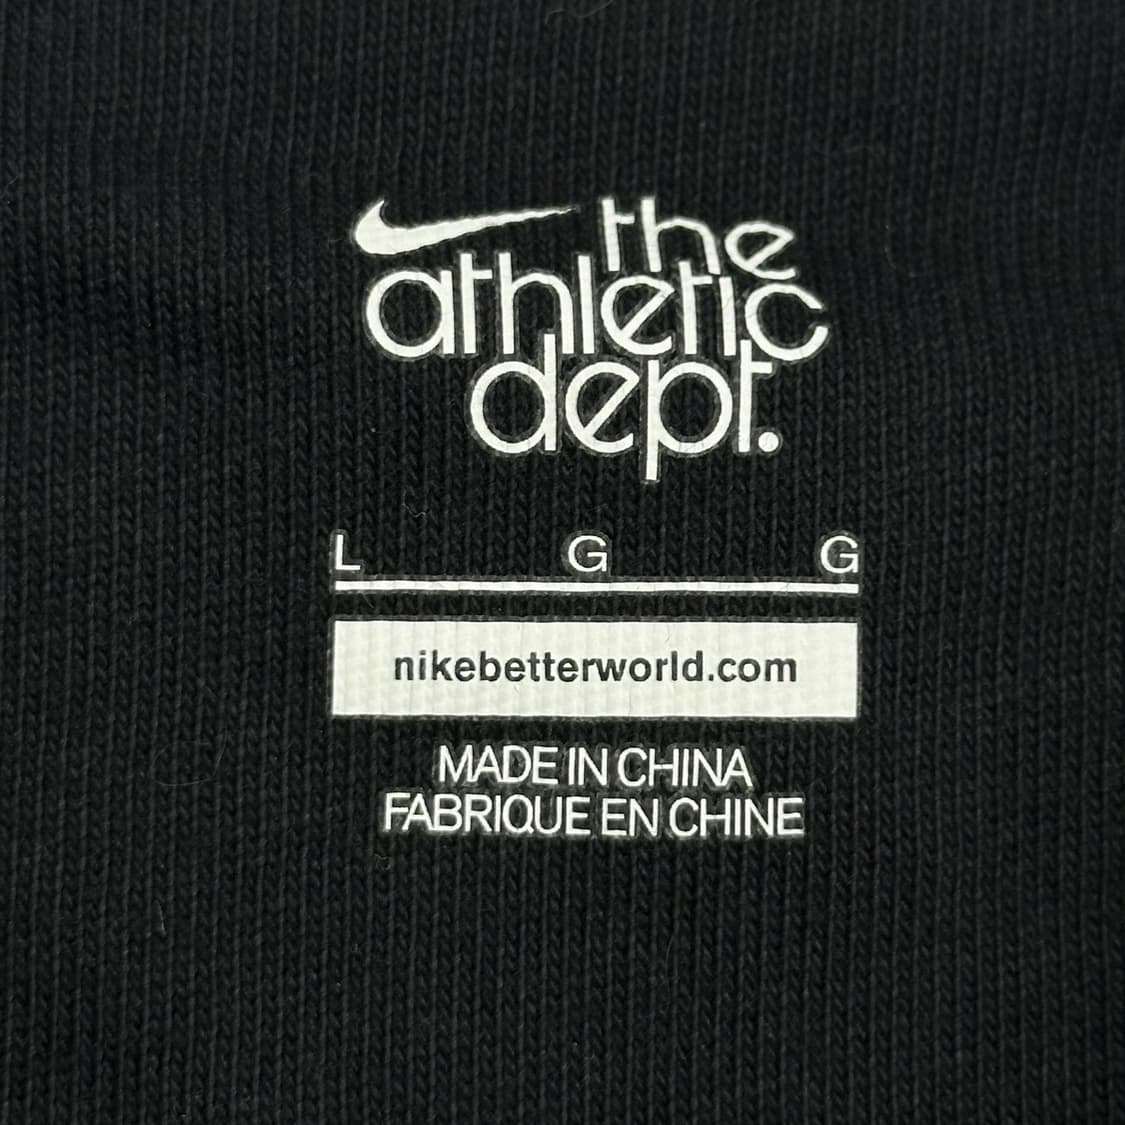 the
athletic
dept.
L G G
nikebetterworld.com
MADE IN CHINA
FABRIQUE EN CHINE